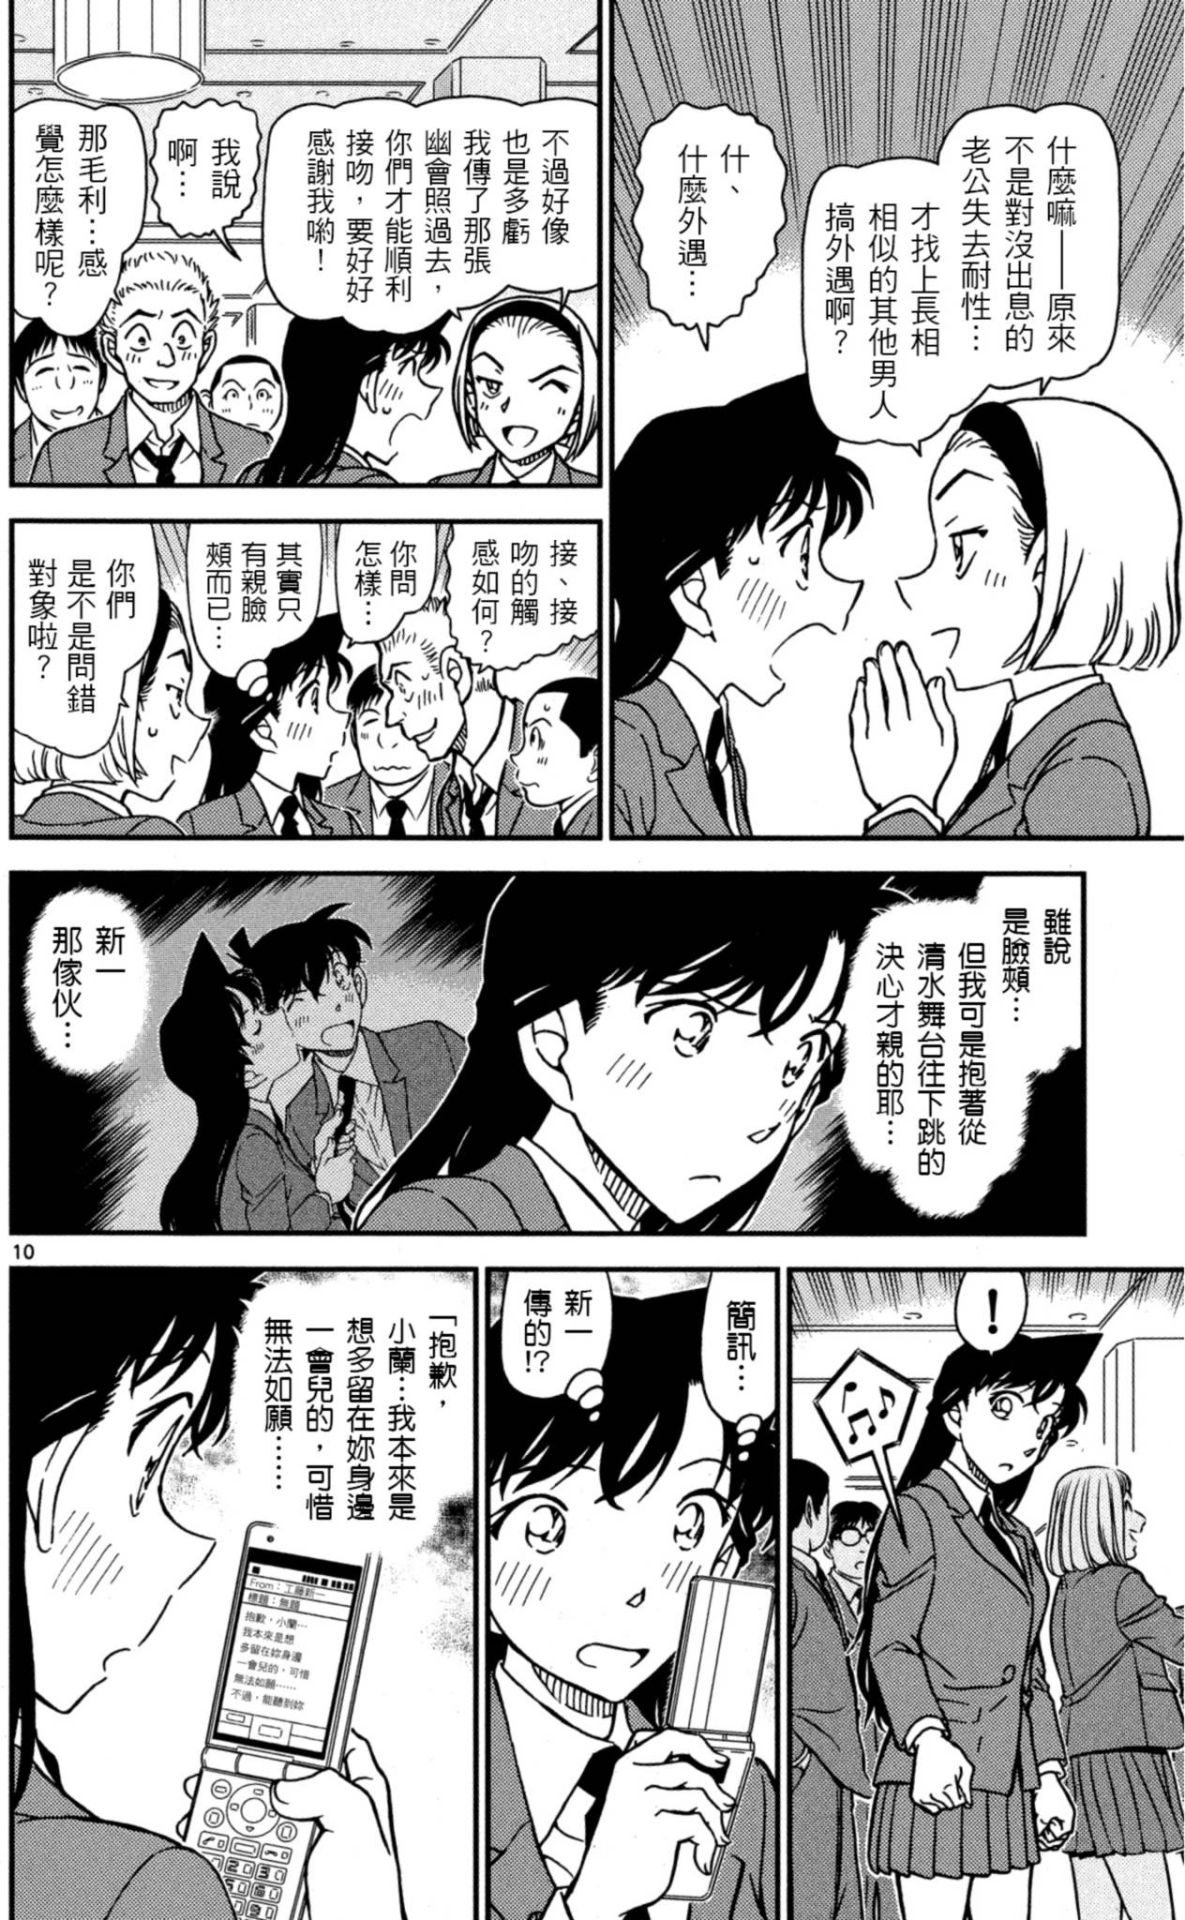 什麼嘛——原來
不是對沒出息的
老公失去耐性…
才找上長相
相似的其他男人
搞外遇啊？
什、
什麼外遇…
不過好像
也是多虧
我傳了那張
幽會照過去，
你們才能順利
接吻，要好好
感謝我喲！
我說
啊…
那毛利…感
覺怎麼樣呢？
接、接
吻的觸
感如何？
你問
怎樣…
其實只
有親臉
頰而已…
你們
是不是問錯
對象啦？
雖說
是臉頰…
但我可是抱著從
清水舞台往下跳的
決心才親的耶…
新一
那傢伙…
10
！
簡訊…
新一
傳的!?
「抱歉，
小蘭…我本來是
想多留在妳身邊
一會兒的，可惜
無法如願……
From：工藤新一
標題：無題
抱歉，小蘭…
我本來是想
多留在妳身邊
一會兒的，可惜
無法如願……
不過，能聽到妳